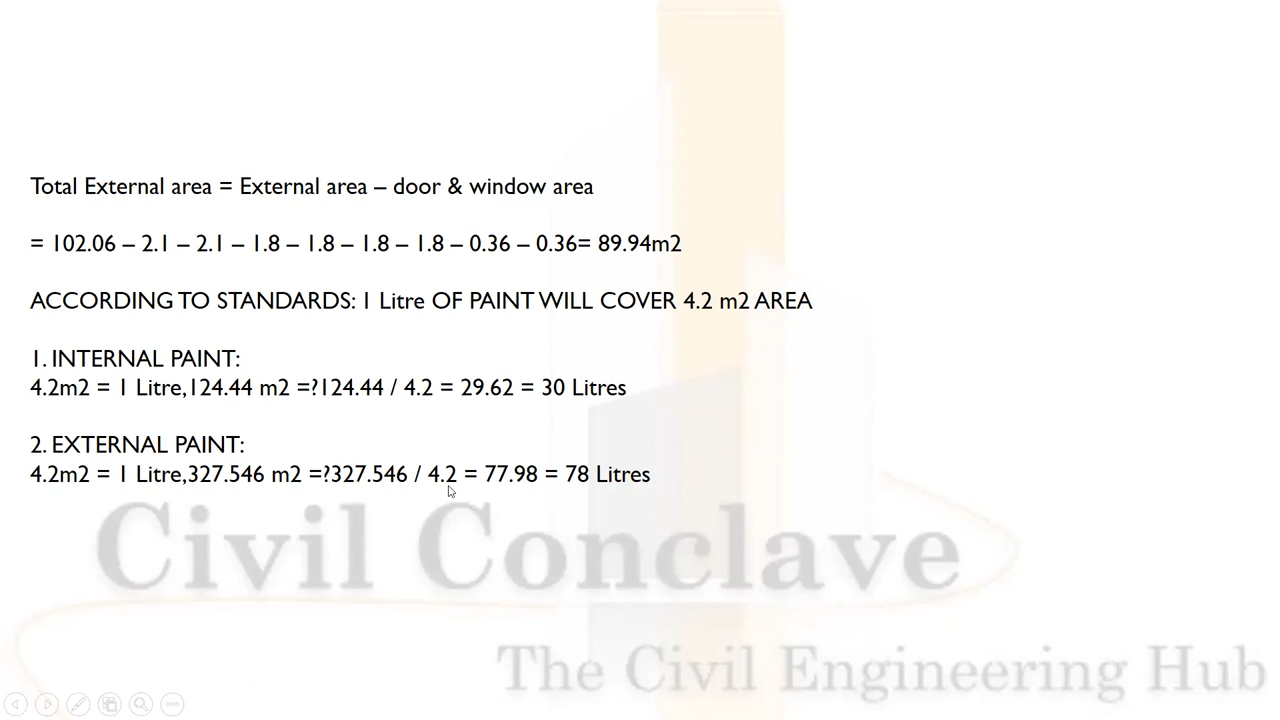 Total External area = External area – door & window area
= 102.06 – 2.1 – 2.1 – 1.8 – 1.8 – 1.8 – 1.8 – 0.36 – 0.36= 89.94m2
ACCORDING TO STANDARDS: 1 Litre OF PAINT WILL COVER 4.2 m2 AREA
1. INTERNAL PAINT:
4.2m2 = 1 Litre,124.44 m2 =?124.44 / 4.2 = 29.62 = 30 Litres
2. EXTERNAL PAINT:
4.2m2 = 1 Litre,327.546 m2 =?327.546 / 4.2 = 77.98 = 78 Litres
Civil Conclave
The Civil Engineering Hub